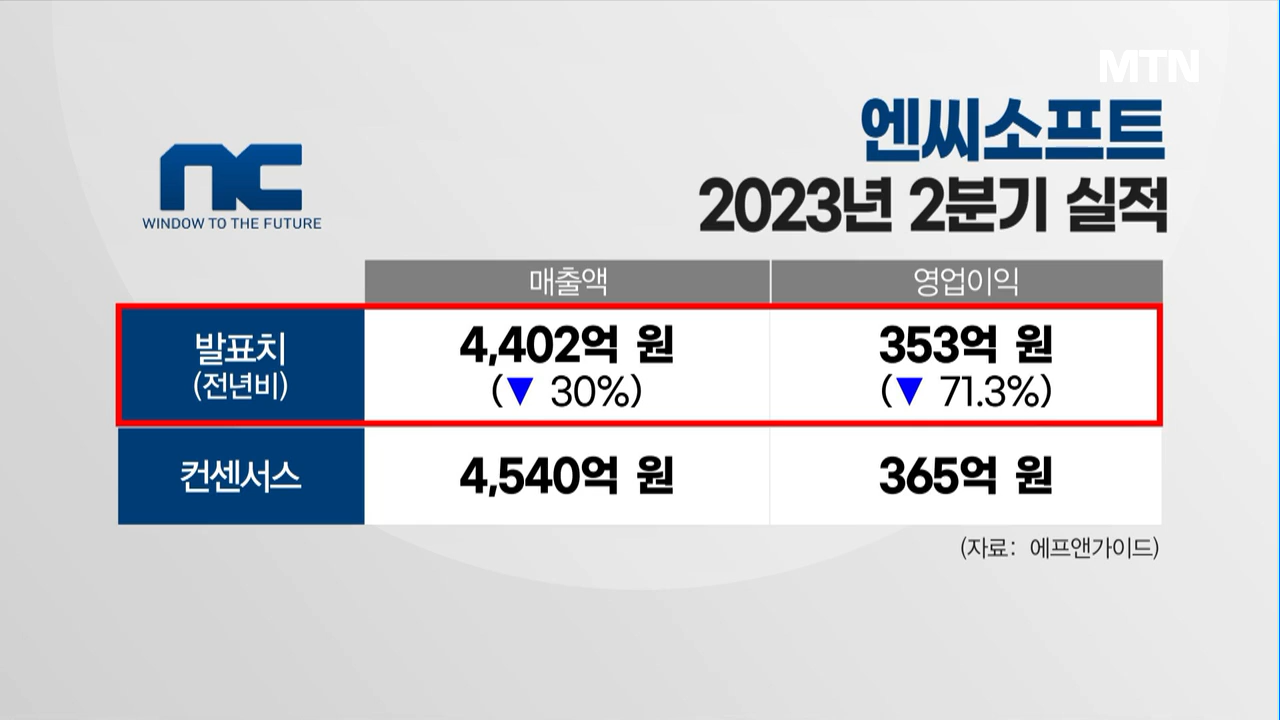 MTN
엔씨소프트
2023년 2분기 실적
nc
WINDOW TO THE FUTURE
매출액 영업이익
발표치 4,402억 원 353억 원
(전년비) (▼ 30%) (▼ 71.3%)
컨센서스 4,540억 원 365억 원
(자료: 에프앤가이드)